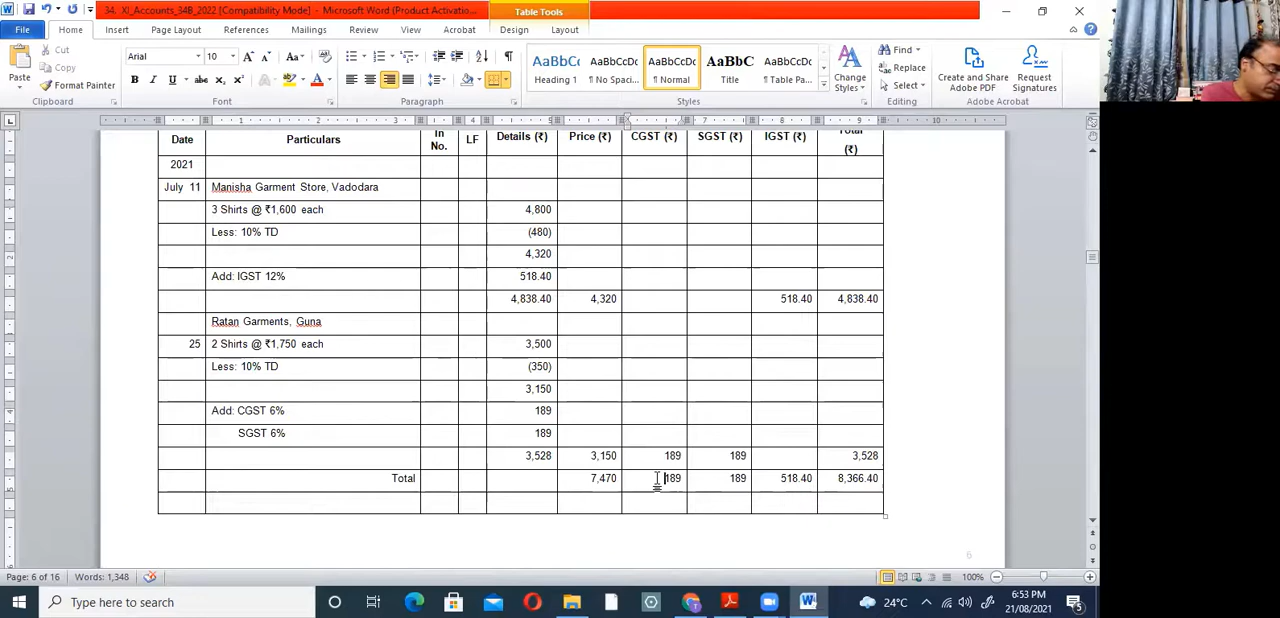 34. XI_Accounts_34B_2022 [Compatibility Mode] - Microsoft Word (Product Activatio...
Table Tools
File Home Insert Page Layout References Mailings Review View Acrobat Design Layout
Paste
Cut
Copy
Format Painter
Clipboard
Arial 10
Font
Paragraph
AaBbCc AaBbCcDc AaBbCcDc AaBbC AaBbCcDc
Heading 1 ¶ No Spaci... ¶ Normal Title ¶ Table Pa...
Styles
Change Styles
Find
Replace
Select
Editing
Create and Share Adobe PDF
Request Signatures
Adobe Acrobat
Date Particulars In No. LF Details (₹) Price (₹) CGST (₹) SGST (₹) IGST (₹) Total (₹)
2021
July 11 Manisha Garment Store, Vadodara
3 Shirts @ ₹1,600 each 4,800
Less: 10% TD (480)
4,320
Add: IGST 12% 518.40
4,838.40 4,320 518.40 4,838.40
Ratan Garments, Guna
25 2 Shirts @ ₹1,750 each 3,500
Less: 10% TD (350)
3,150
Add: CGST 6% 189
SGST 6% 189
3,528 3,150 189 189 3,528
Total 7,470 189 189 518.40 8,366.40
6
Page: 6 of 16 Words: 1,348 100%
Type here to search
24°C
6:53 PM
21/08/2021
5